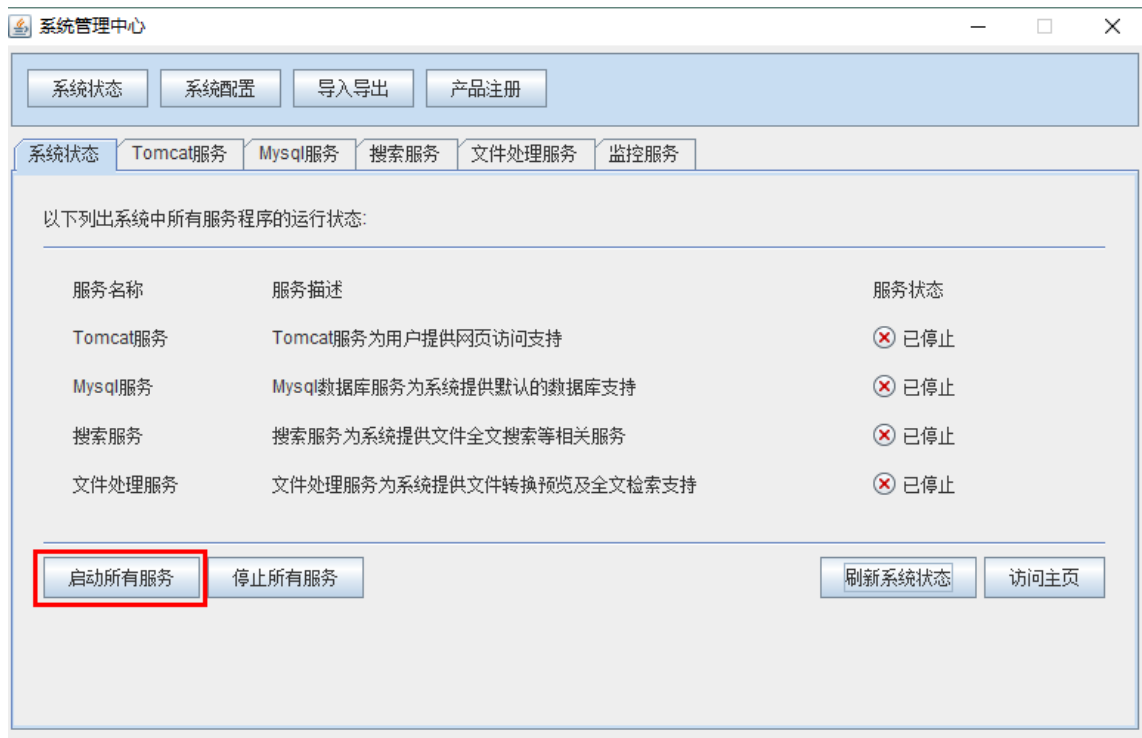 系统管理中心
系统状态 系统配置 导入导出 产品注册
系统状态 Tomcat服务 Mysql服务 搜索服务 文件处理服务 监控服务
以下列出系统中所有服务程序的运行状态:
服务名称 服务描述 服务状态
Tomcat服务 Tomcat服务为用户提供网页访问支持 已停止
Mysql服务 Mysql数据库服务为系统提供默认的数据库支持 已停止
搜索服务 搜索服务为系统提供文件全文搜索等相关服务 已停止
文件处理服务 文件处理服务为系统提供文件转换预览及全文检索支持 已停止
启动所有服务 停止所有服务 刷新系统状态 访问主页